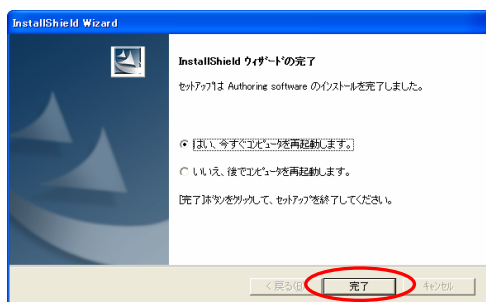 InstallShield Wizard
InstallShield ｳｨｻﾞｰﾄﾞの完了
ｾｯﾄｱｯﾌﾟは Authoring software のｲﾝｽﾄｰﾙを完了しました。
はい、今すぐｺﾝﾋﾟｭｰﾀを再起動します。
いいえ、後でｺﾝﾋﾟｭｰﾀを再起動します。
[完了]ﾎﾞﾀﾝをｸﾘｯｸして、ｾｯﾄｱｯﾌﾟを終了してください。
< 戻る(B)
完了
ｷｬﾝｾﾙ